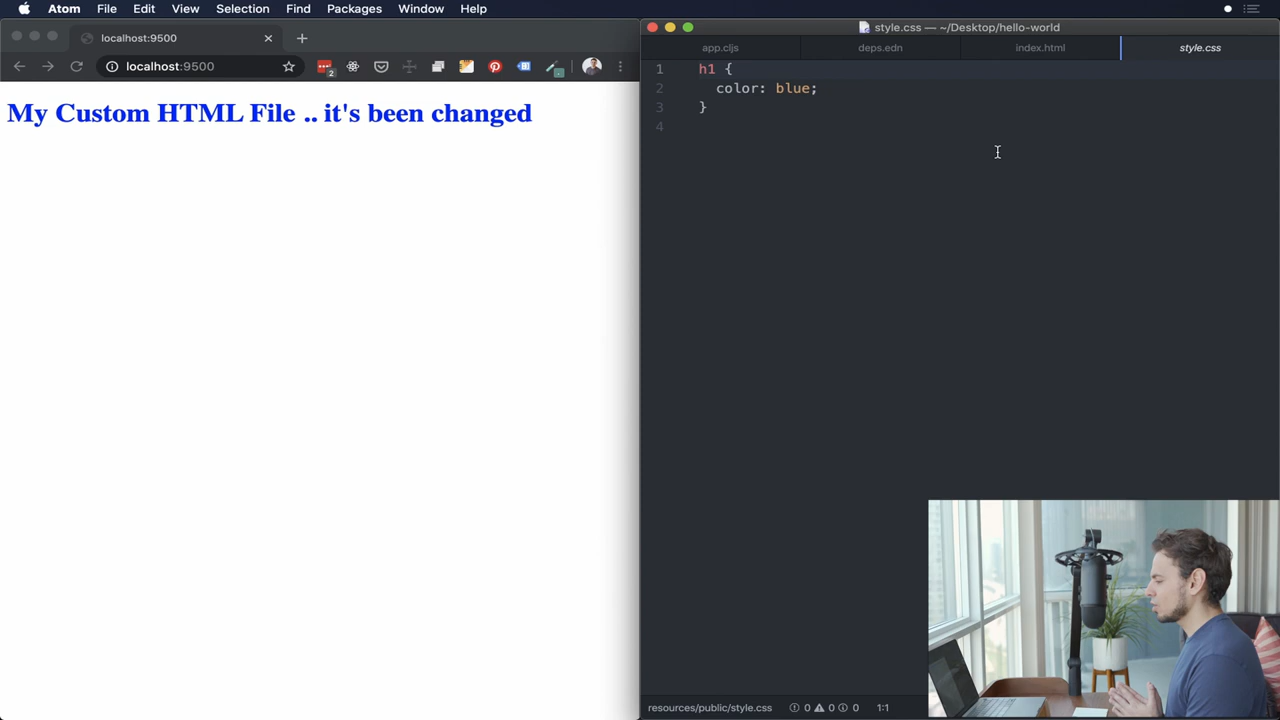 Atom File Edit View Selection Find Packages Window Help
localhost:9500
localhost:9500
2
My Custom HTML File .. it's been changed
style.css — ~/Desktop/hello-world
app.cljs deps.edn index.html style.css
1 h1 {
2 color: blue;
3 }
4
resources/public/style.css 0 0 0 1:1